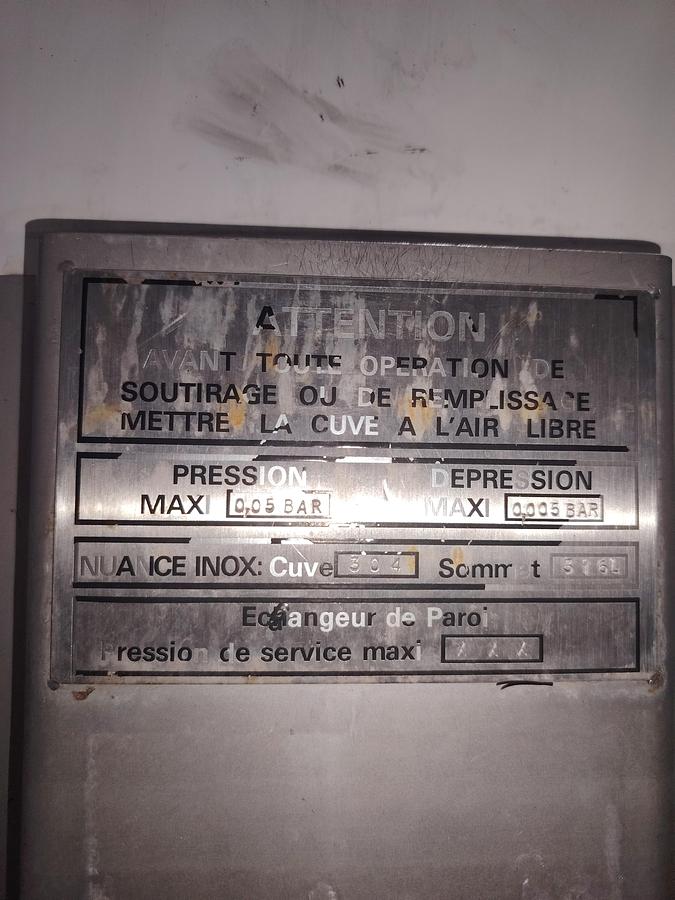 ATTENTION
AVANT TOUTE OPERATION DE
SOUTIRAGE OU DE REMPLISSAGE
METTRE LA CUVE A L'AIR LIBRE
PRESSION DEPRESSION
MAXI 0,05 BAR MAXI 0,005 BAR
NUANCE INOX: Cuve 304 Sommet 316L
Echangeur de Paroi
Pression de service maxi XXX